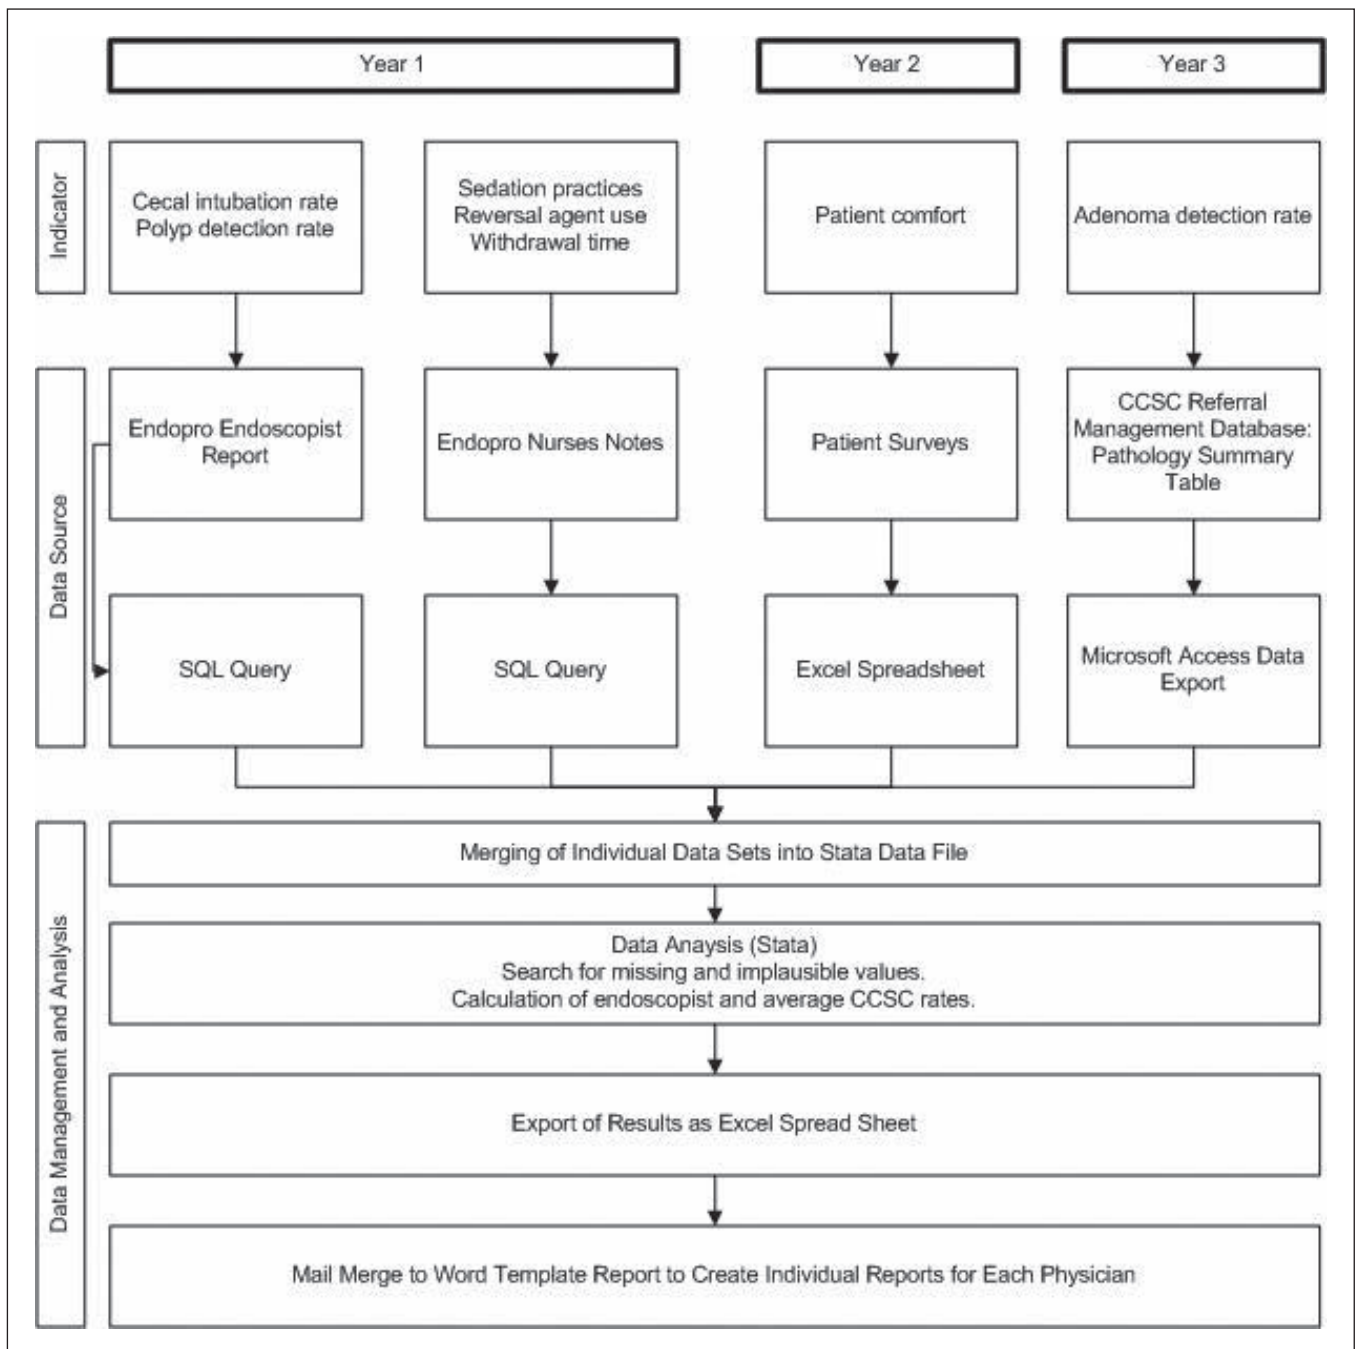 Year 1
Year 2
Year 3
Indicator
Cecal intubation rate
Polyp detection rate
Sedation practices
Reversal agent use
Withdrawal time
Patient comfort
Adenoma detection rate
Data Source
Endopro Endoscopist
Report
Endopro Nurses Notes
Patient Surveys
CCSC Referral
Management Database:
Pathology Summary
Table
SQL Query
SQL Query
Excel Spreadsheet
Microsoft Access Data
Export
Data Management and Analysis
Merging of Individual Data Sets into Stata Data File
Data Anaysis (Stata)
Search for missing and implausible values.
Calculation of endoscopist and average CCSC rates.
Export of Results as Excel Spread Sheet
Mail Merge to Word Template Report to Create Individual Reports for Each Physician